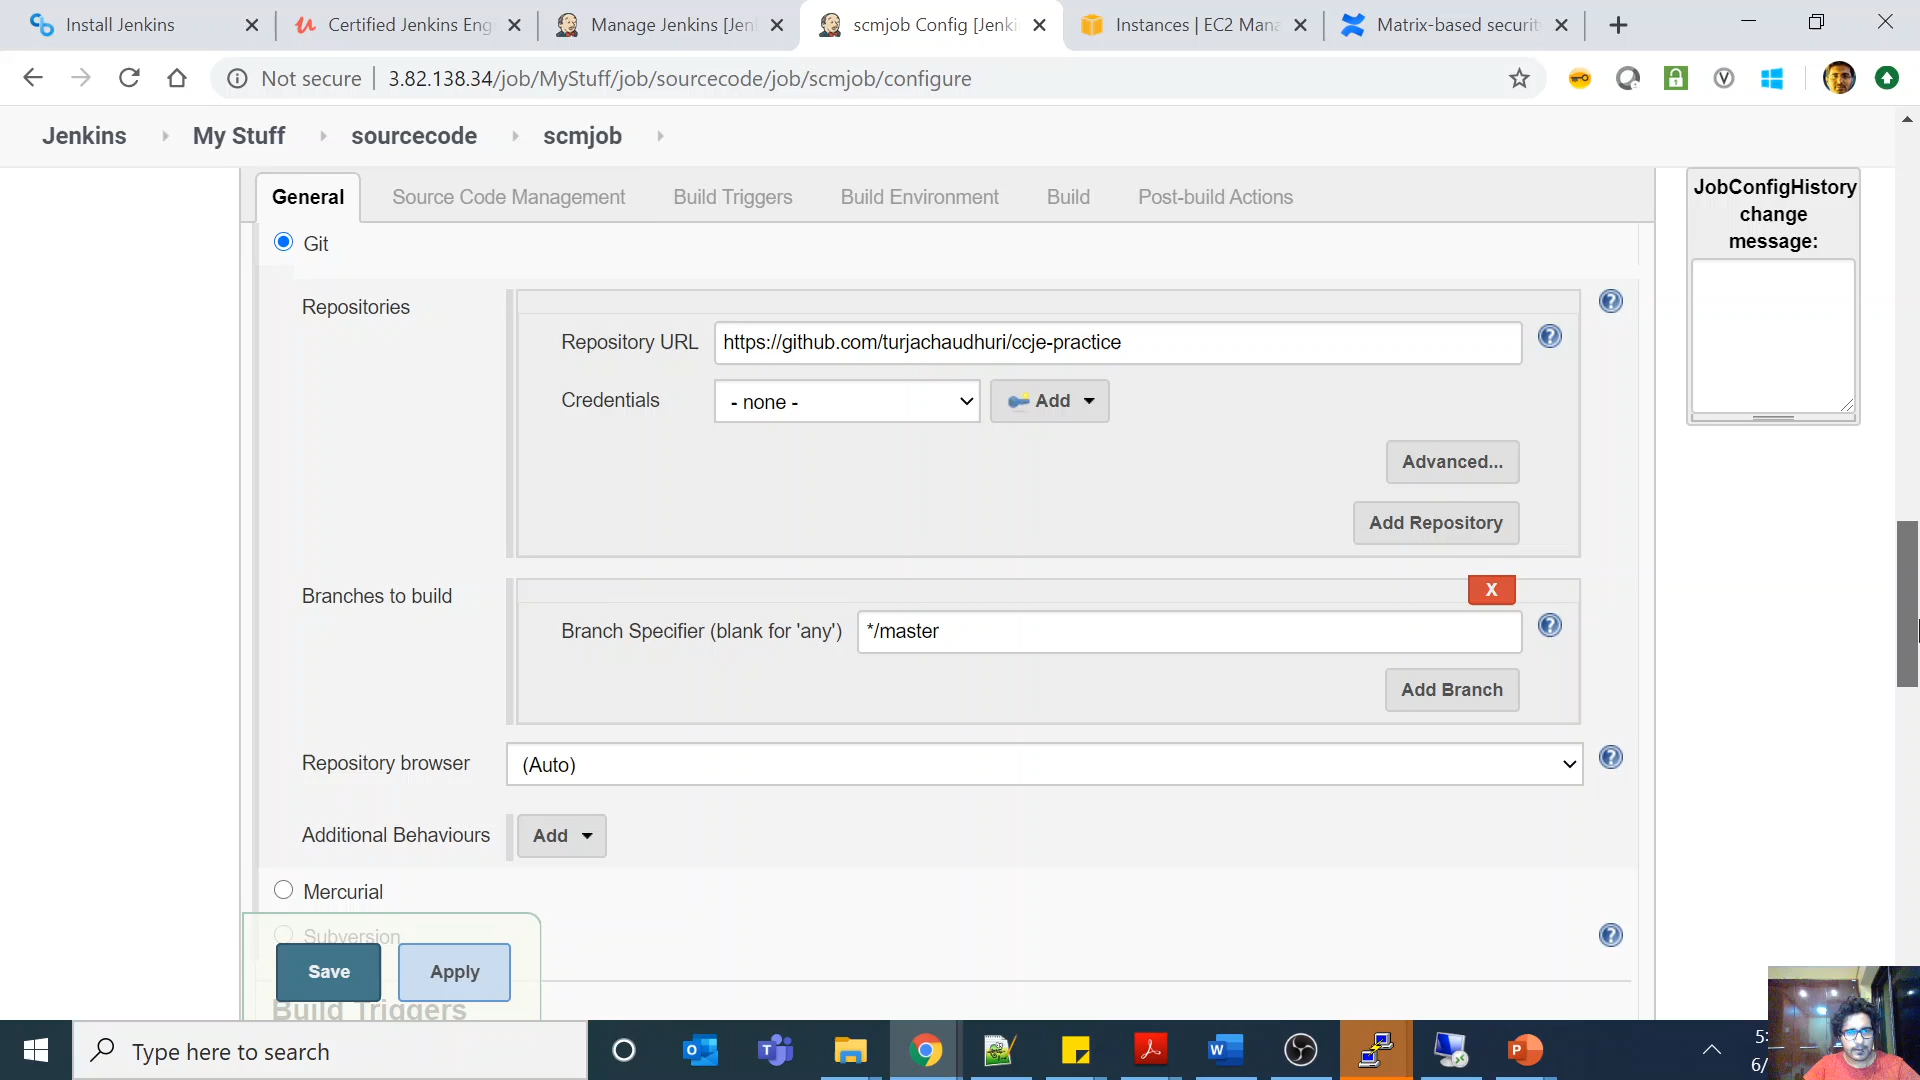 Install Jenkins
Certified Jenkins Eng
Manage Jenkins [Jen
scmjob Config [Jenki
Instances | EC2 Mana
Matrix-based securit
Not secure
3.82.138.34/job/MyStuff/job/sourcecode/job/scmjob/configure
Jenkins
My Stuff
sourcecode
scmjob
General
Source Code Management
Build Triggers
Build Environment
Build
Post-build Actions
JobConfigHistory
change
message:
Git
Repositories
Repository URL
https://github.com/turjachaudhuri/ccje-practice
Credentials
- none -
Add
Advanced...
Add Repository
Branches to build
X
Branch Specifier (blank for 'any')
*/master
Add Branch
Repository browser
(Auto)
Additional Behaviours
Add
Mercurial
Subversion
Save
Apply
Build Triggers
Type here to search
5:
6/